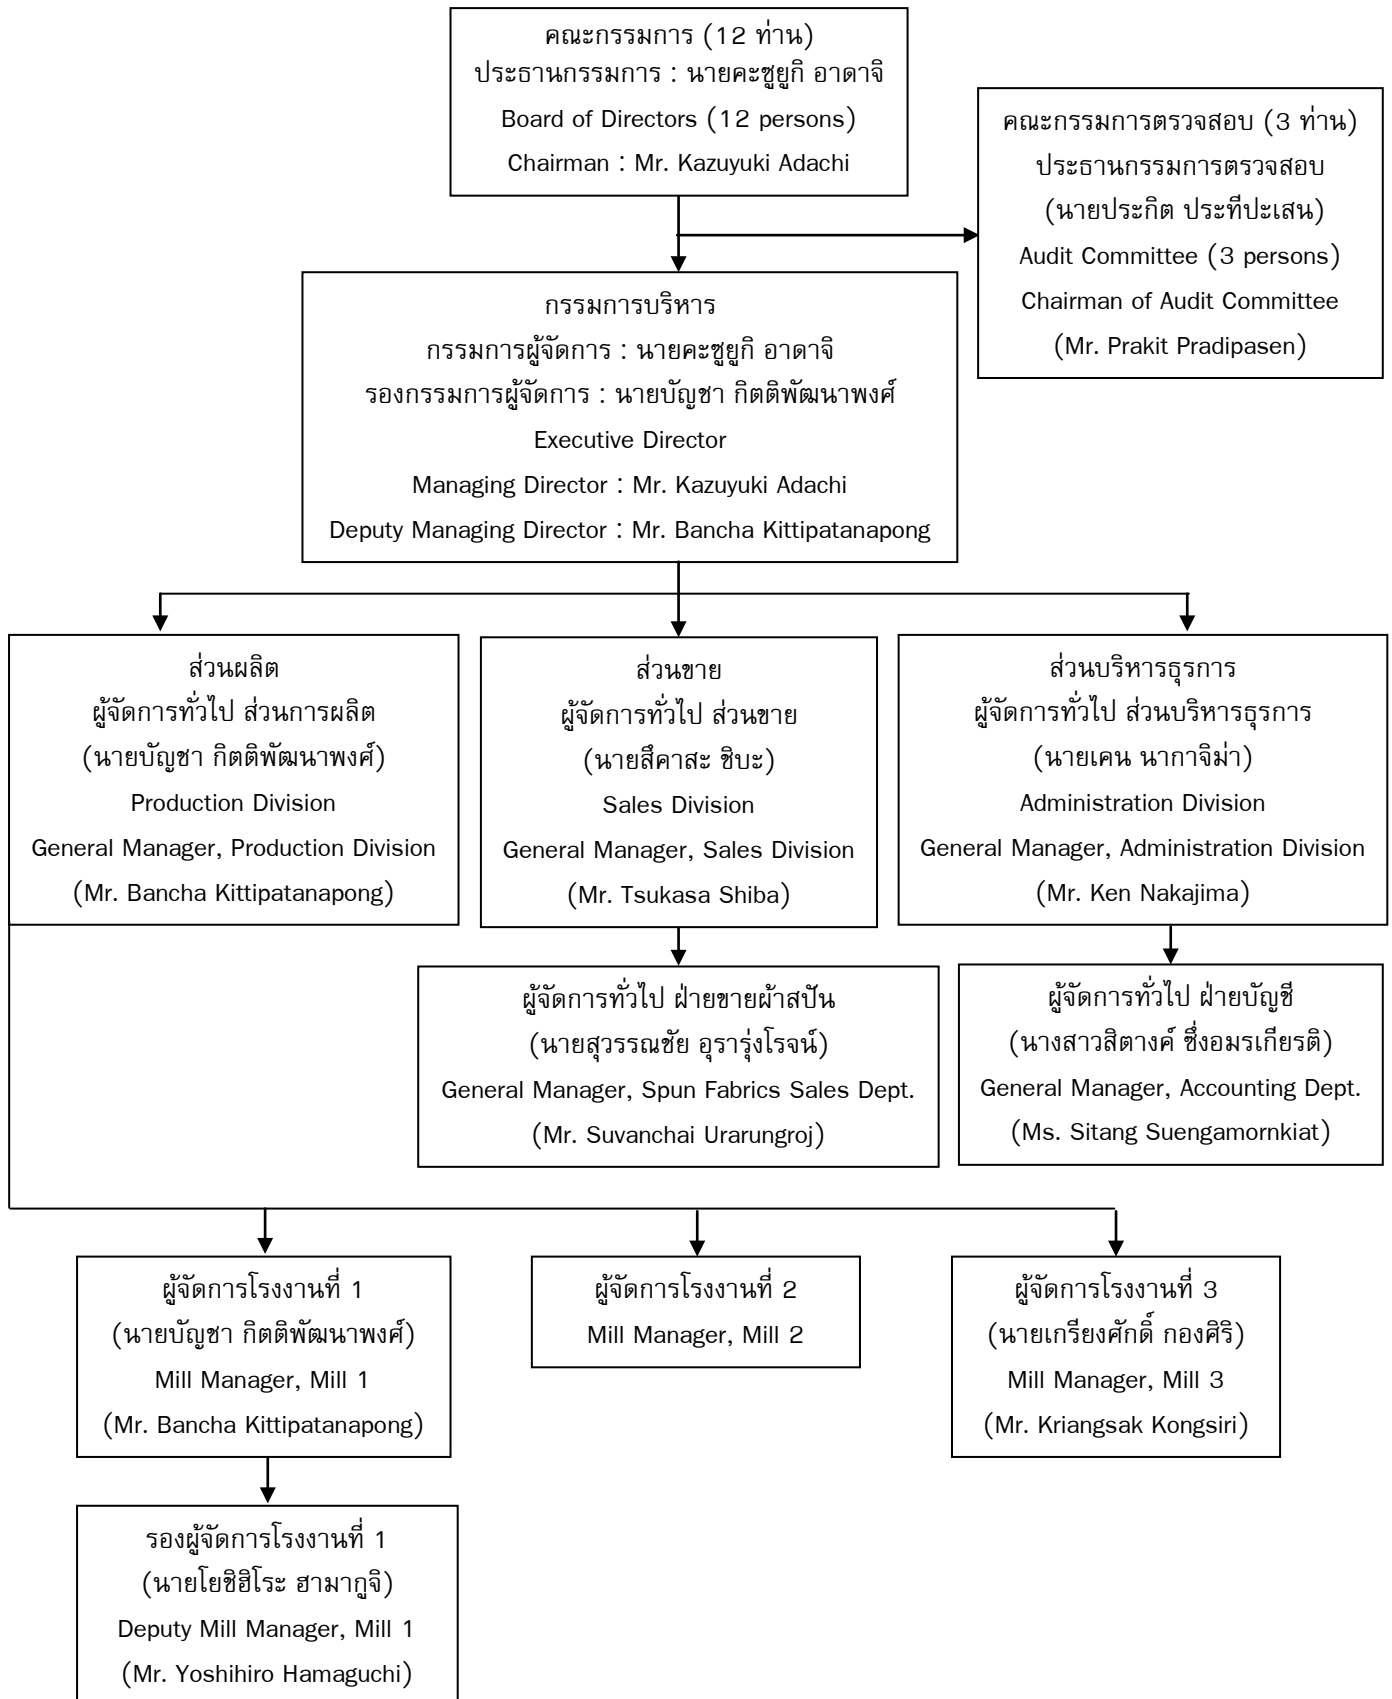 คณะกรรมการ (12 ท่าน)
ประธานกรรมการ : นายคะซูยูกิ อาดาจิ
Board of Directors (12 persons)
Chairman : Mr. Kazuyuki Adachi
คณะกรรมการตรวจสอบ (3 ท่าน)
ประธานกรรมการตรวจสอบ
(นายประกิต ประทีปะเสน)
Audit Committee (3 persons)
Chairman of Audit Committee
(Mr. Prakit Pradipasen)
กรรมการบริหาร
กรรมการผู้จัดการ : นายคะซูยูกิ อาดาจิ
รองกรรมการผู้จัดการ : นายบัญชา กิตติพัฒนาพงศ์
Executive Director
Managing Director : Mr. Kazuyuki Adachi
Deputy Managing Director : Mr. Bancha Kittipatanapong
ส่วนผลิต
ผู้จัดการทั่วไป ส่วนการผลิต
(นายบัญชา กิตติพัฒนาพงศ์)
Production Division
General Manager, Production Division
(Mr. Bancha Kittipatanapong)
ส่วนขาย
ผู้จัดการทั่วไป ส่วนขาย
(นายสึคาสะ ชิบะ)
Sales Division
General Manager, Sales Division
(Mr. Tsukasa Shiba)
ส่วนบริหารธุรการ
ผู้จัดการทั่วไป ส่วนบริหารธุรการ
(นายเคน นากาจิม่า)
Administration Division
General Manager, Administration Division
(Mr. Ken Nakajima)
ผู้จัดการทั่วไป ฝ่ายขายผ้าสปัน
(นายสุวรรณชัย อุรารุ่งโรจน์)
General Manager, Spun Fabrics Sales Dept.
(Mr. Suvanchai Urarungroj)
ผู้จัดการทั่วไป ฝ่ายบัญชี
(นางสาวสิตางค์ ซึ่งอมรเกียรติ)
General Manager, Accounting Dept.
(Ms. Sitang Suengamornkiat)
ผู้จัดการโรงงานที่ 1
(นายบัญชา กิตติพัฒนาพงศ์)
Mill Manager, Mill 1
(Mr. Bancha Kittipatanapong)
ผู้จัดการโรงงานที่ 2
Mill Manager, Mill 2
ผู้จัดการโรงงานที่ 3
(นายเกรียงศักดิ์ กองศิริ)
Mill Manager, Mill 3
(Mr. Kriangsak Kongsiri)
รองผู้จัดการโรงงานที่ 1
(นายโยชิฮิโระ ฮามากูจิ)
Deputy Mill Manager, Mill 1
(Mr. Yoshihiro Hamaguchi)